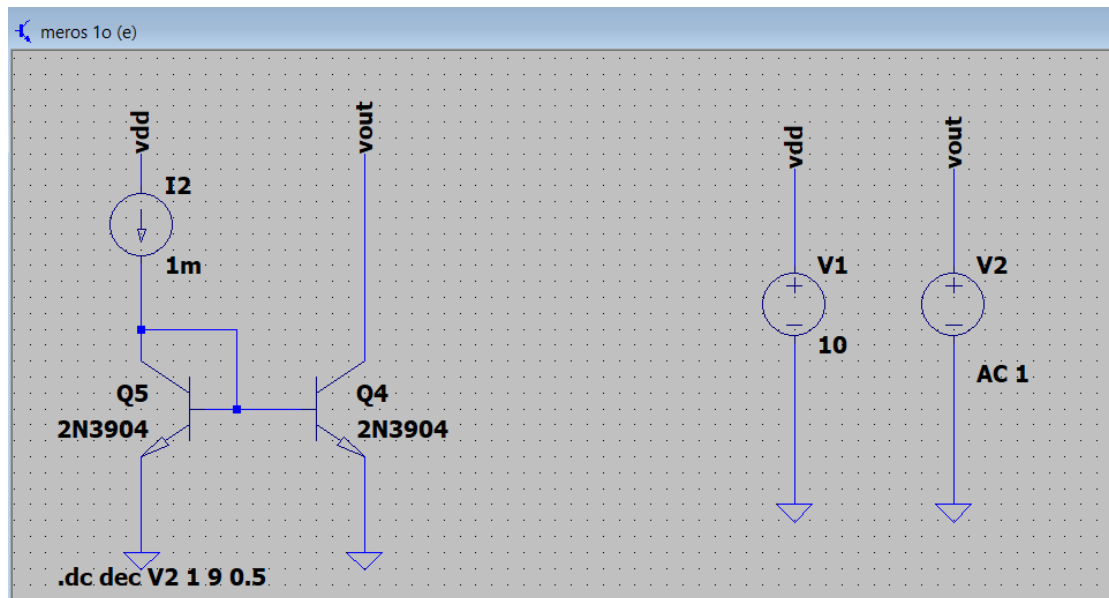 meros 1o (e)
vdd
vout
I2
1m
Q5
2N3904
Q4
2N3904
vdd
vout
V1
10
V2
AC 1
.dc dec V2 1 9 0.5